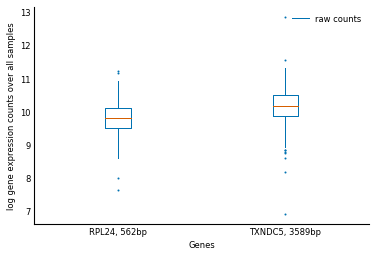 log gene expression counts over all samples
13
12
11
10
9
8
7
raw counts
RPL24, 562bp
TXNDC5, 3589bp
Genes